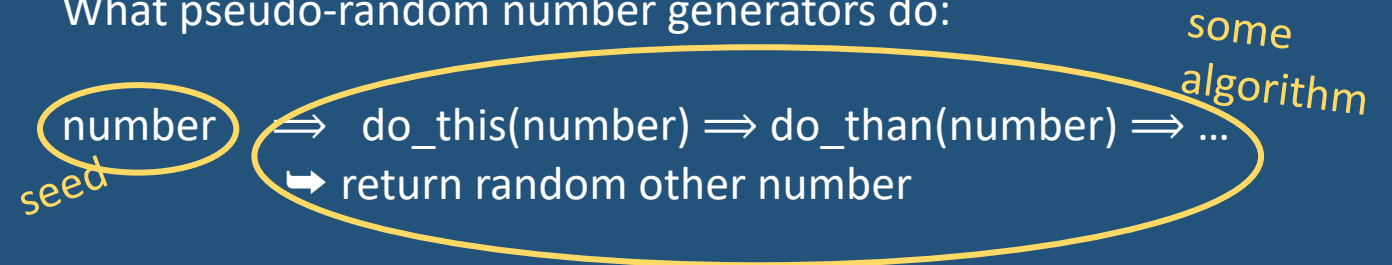 What pseudo-random number generators do:
some
algorithm
number ⟹ do_this(number) ⟹ do_than(number) ⟹ …
seed
➥ return random other number